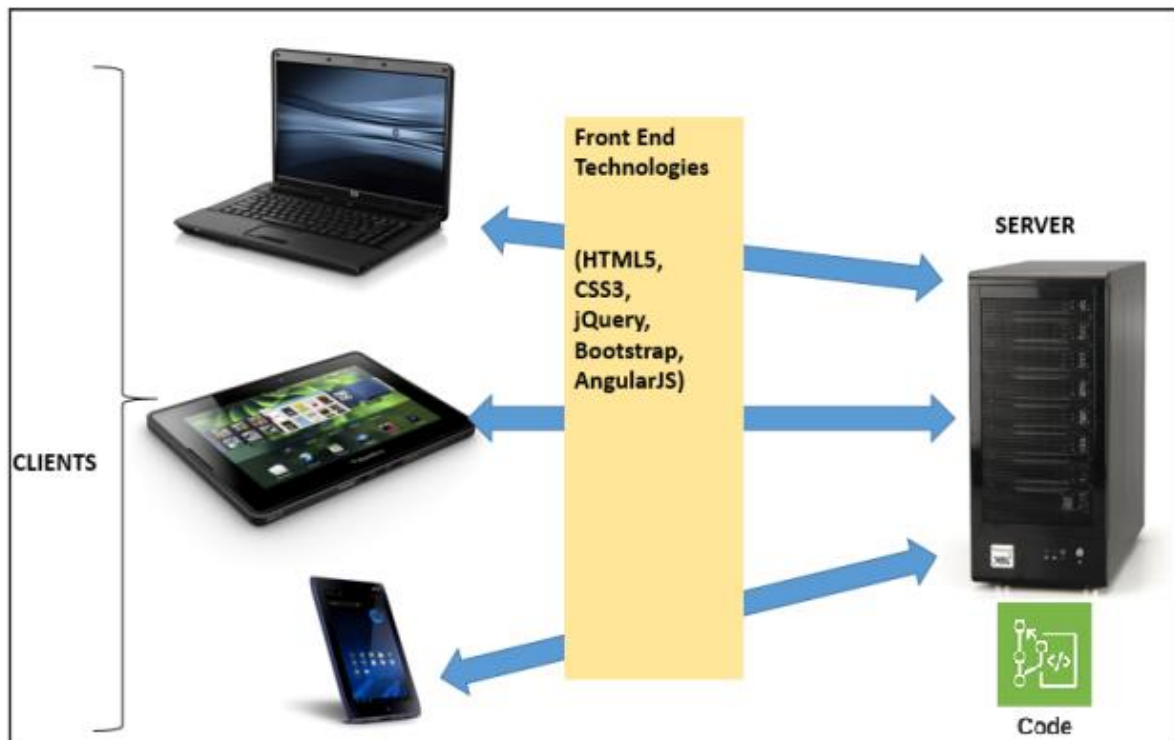 Front End
Technologies
(HTML5,
CSS3,
jQuery,
Bootstrap,
AngularJS)
SERVER
CLIENTS
Code